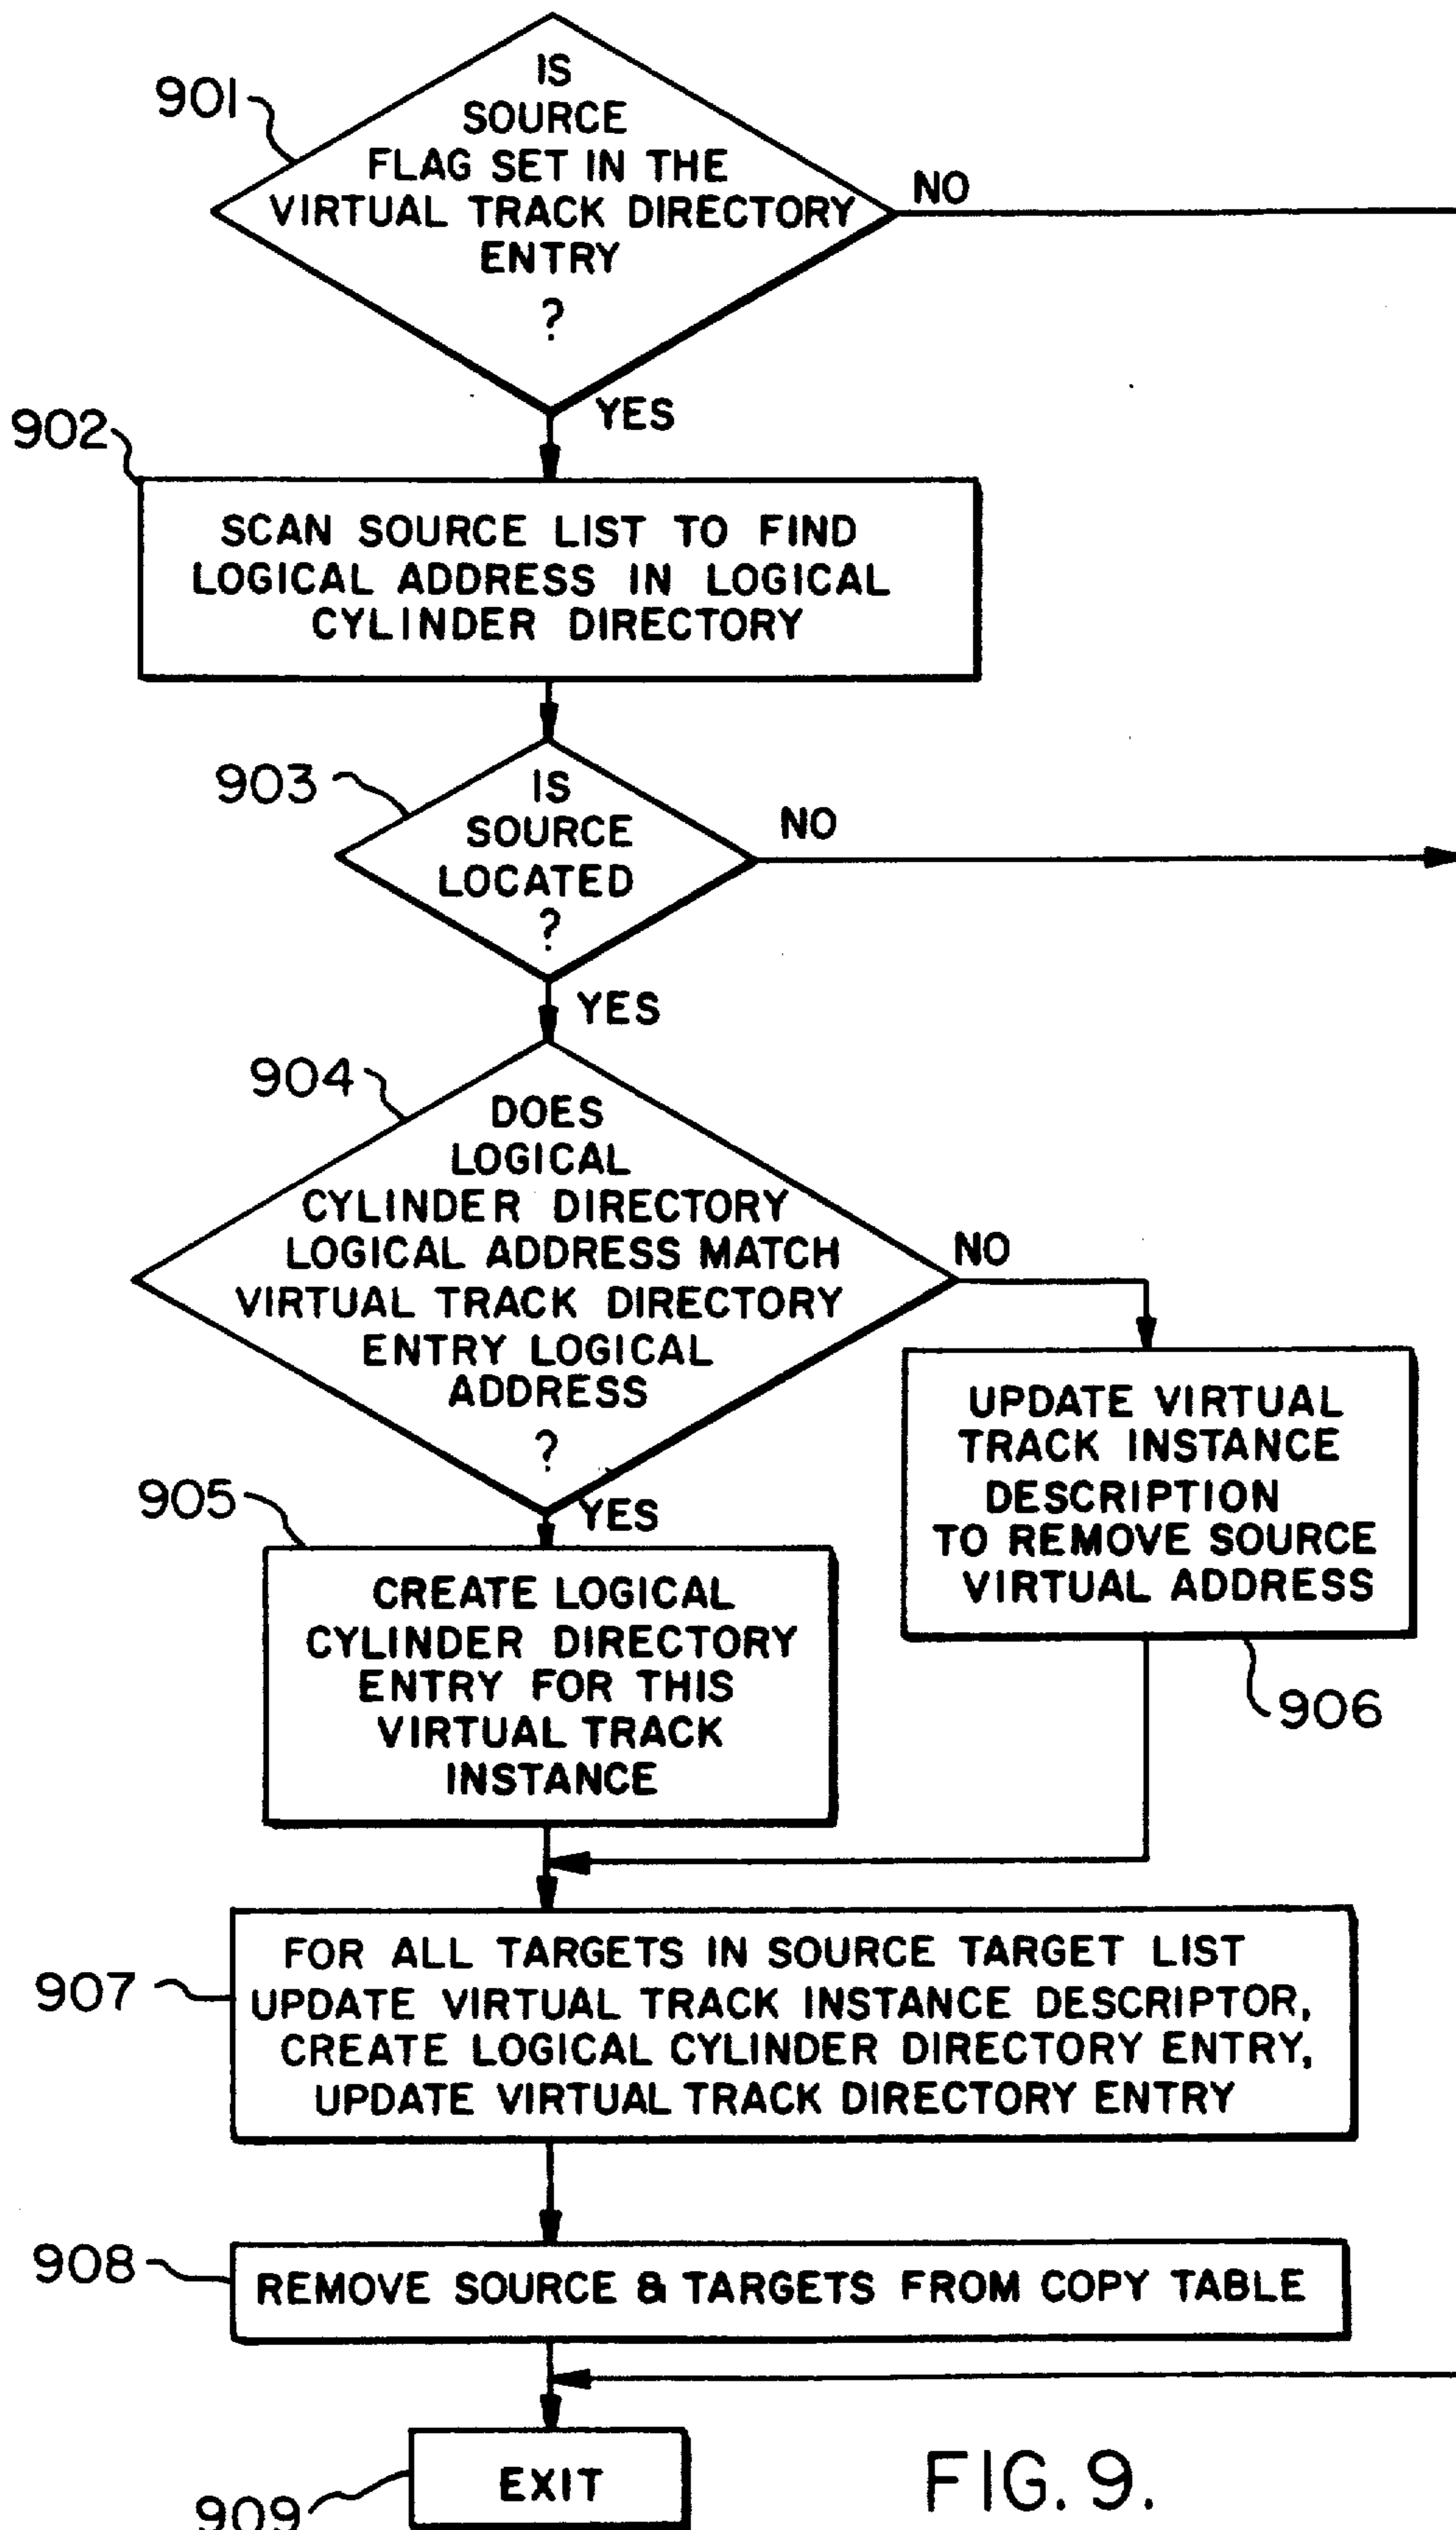 901
IS
SOURCE
FLAG SET IN THE
VIRTUAL TRACK DIRECTORY
ENTRY
?
NO
YES
902
SCAN SOURCE LIST TO FIND
LOGICAL ADDRESS IN LOGICAL
CYLINDER DIRECTORY
903
IS
SOURCE
LOCATED
?
NO
YES
904
DOES
LOGICAL
CYLINDER DIRECTORY
LOGICAL ADDRESS MATCH
VIRTUAL TRACK DIRECTORY
ENTRY LOGICAL
ADDRESS
?
NO
YES
905
CREATE LOGICAL
CYLINDER DIRECTORY
ENTRY FOR THIS
VIRTUAL TRACK
INSTANCE
UPDATE VIRTUAL
TRACK INSTANCE
DESCRIPTION
TO REMOVE SOURCE
VIRTUAL ADDRESS
906
907
FOR ALL TARGETS IN SOURCE TARGET LIST
UPDATE VIRTUAL TRACK INSTANCE DESCRIPTOR,
CREATE LOGICAL CYLINDER DIRECTORY ENTRY,
UPDATE VIRTUAL TRACK DIRECTORY ENTRY
908
REMOVE SOURCE & TARGETS FROM COPY TABLE
909
EXIT
FIG. 9.